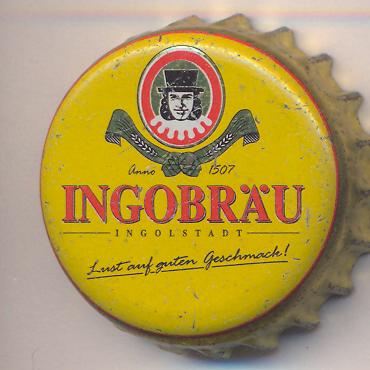 Anno 1507
INGOBRÄU
INGOLSTADT
Lust auf guten Geschmack!